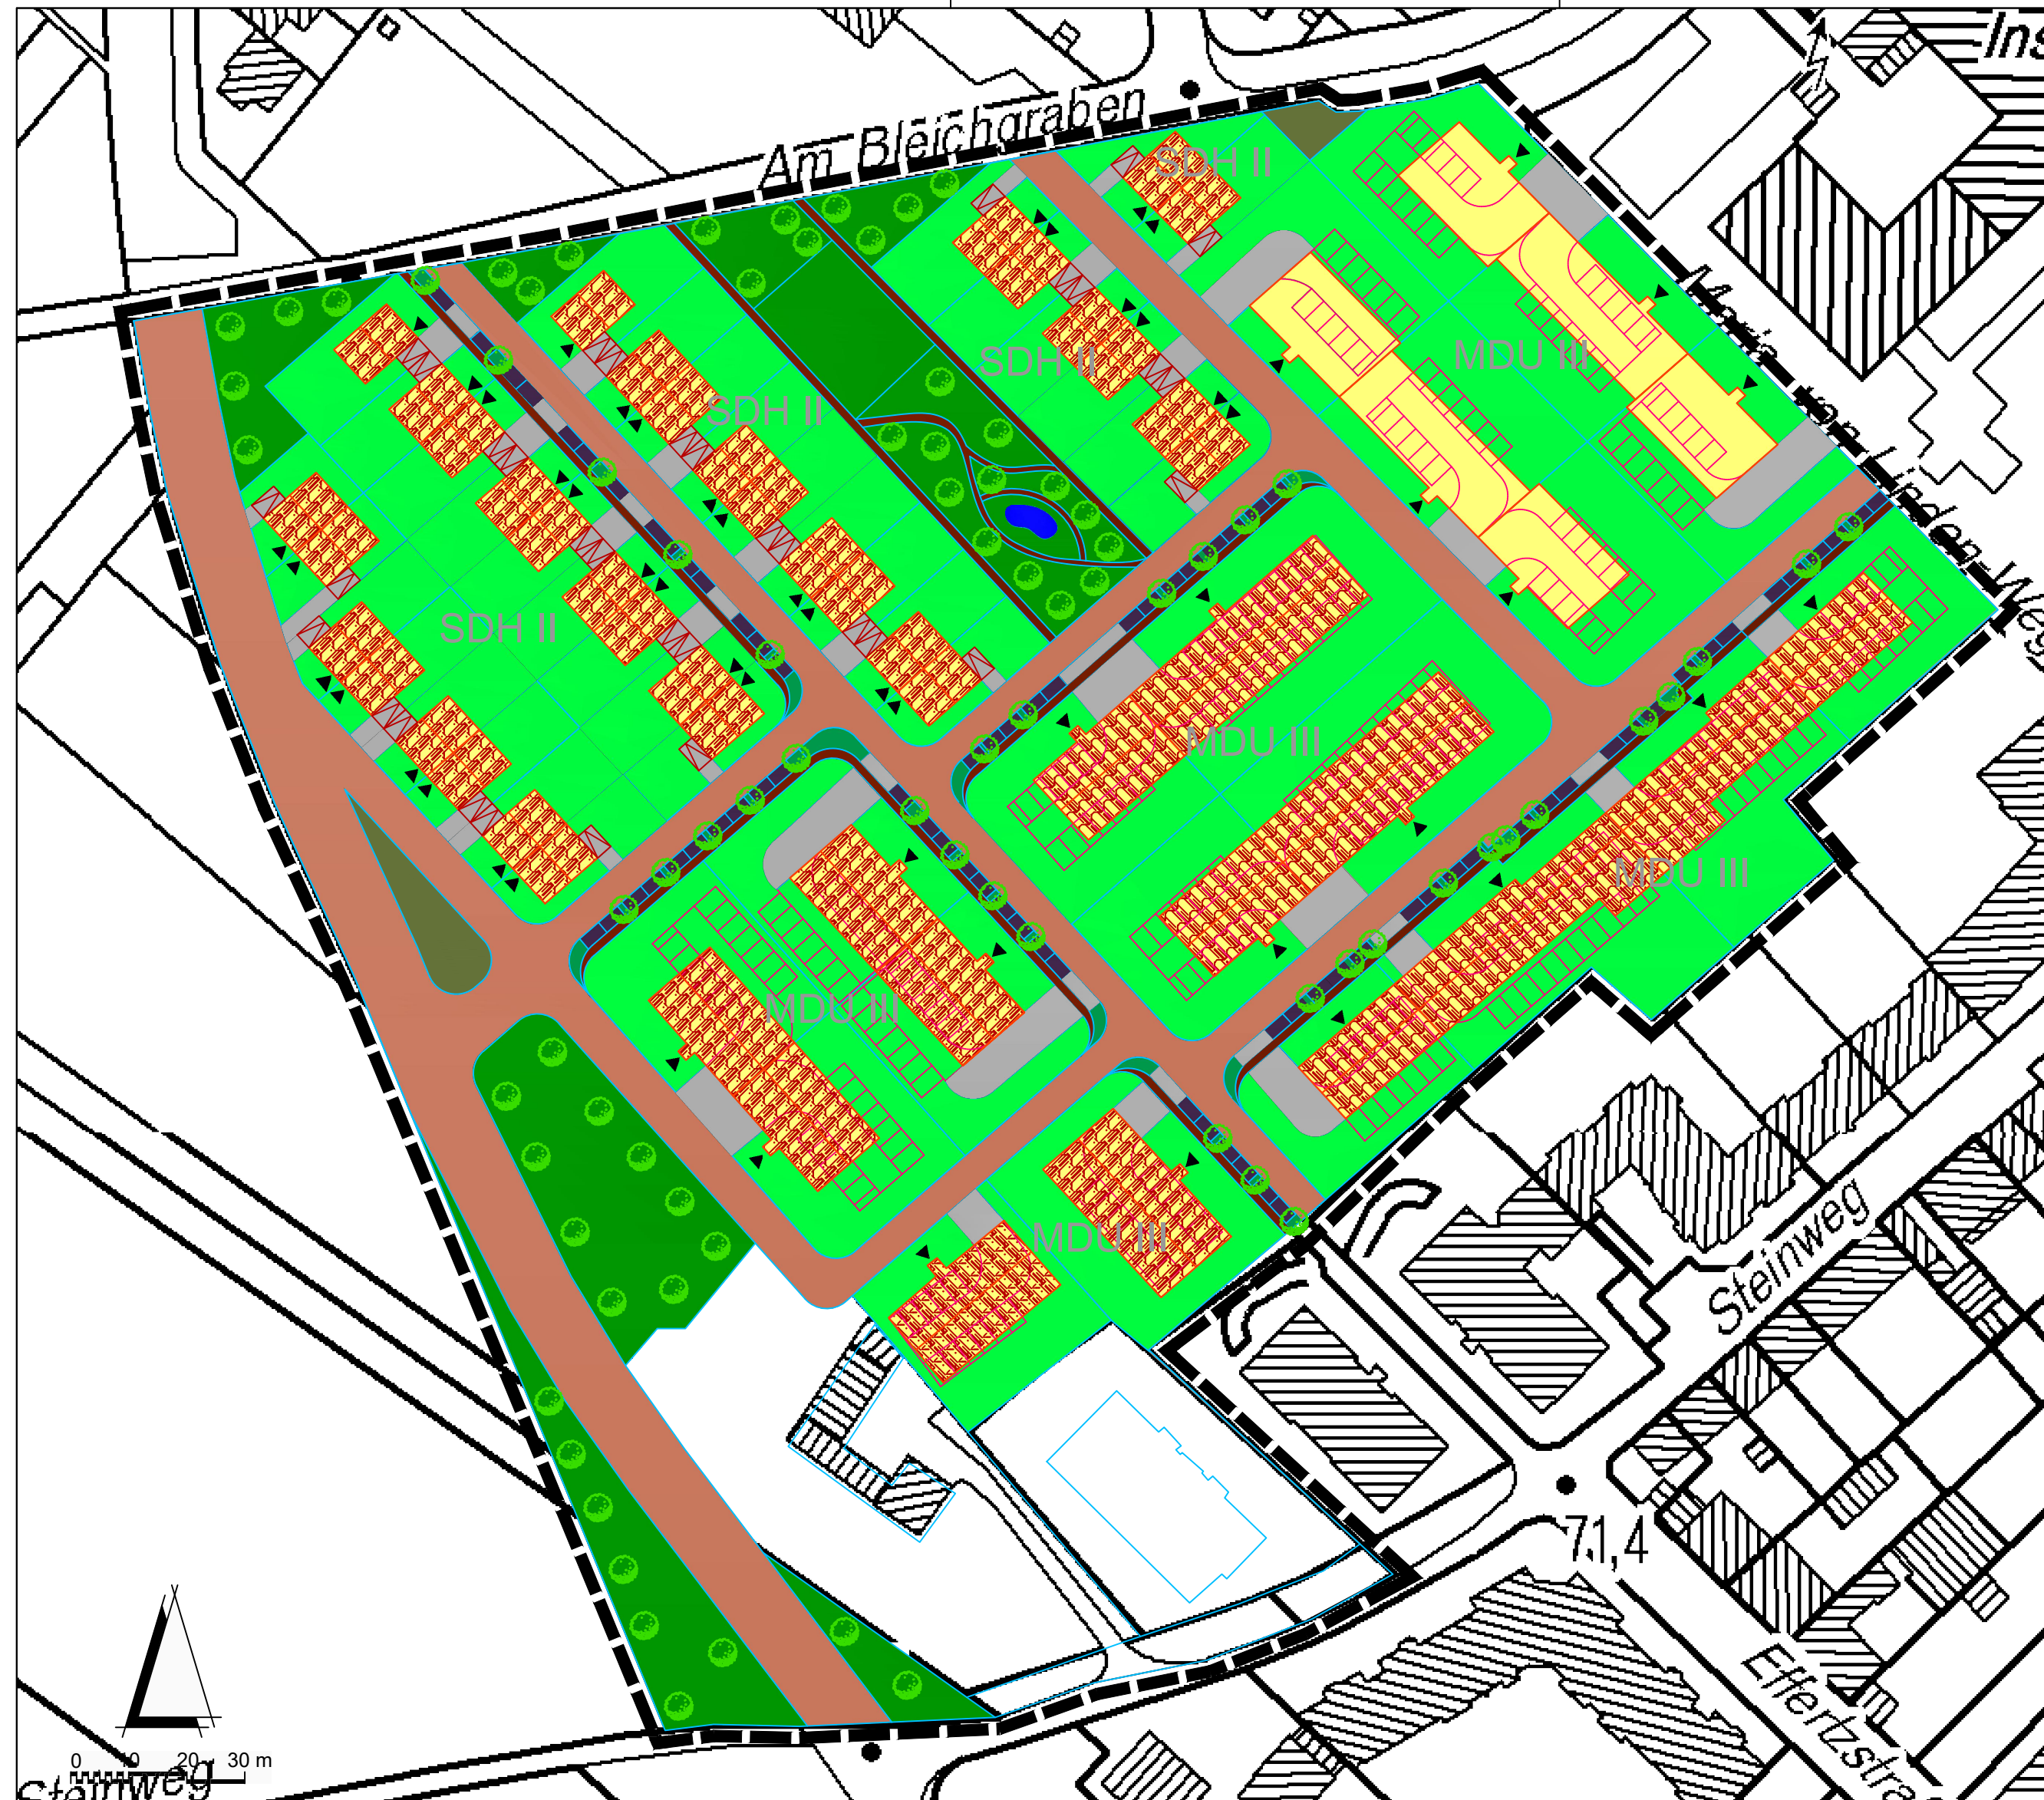 Ins
Am Bleichgraben
SDH II
MDU III
SDH II
SDH II
Maria-von-Linden-Weg
SDH II
MDU III
MDU III
MDU III
MDU III
Steinweg
71,4
Effertzstra
0 10 20 30 m
Steinweg